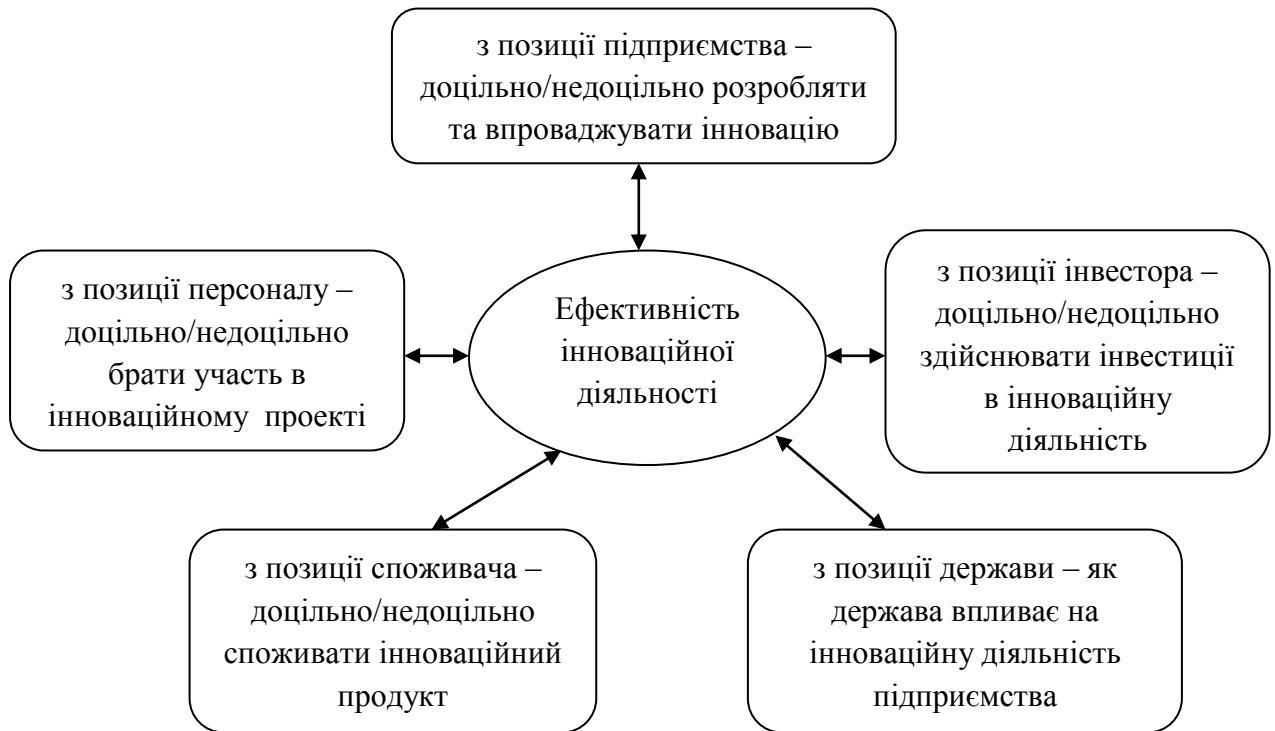 з позиції підприємства –
доцільно/недоцільно розробляти
та впроваджувати інновацію
з позиції персоналу –
доцільно/недоцільно
брати участь в
інноваційному проекті
Ефективність
інноваційної
діяльності
з позиції інвестора –
доцільно/недоцільно
здійснювати інвестиції
в інноваційну
діяльність
з позиції споживача –
доцільно/недоцільно
споживати інноваційний
продукт
з позиції держави – як
держава впливає на
інноваційну діяльність
підприємства